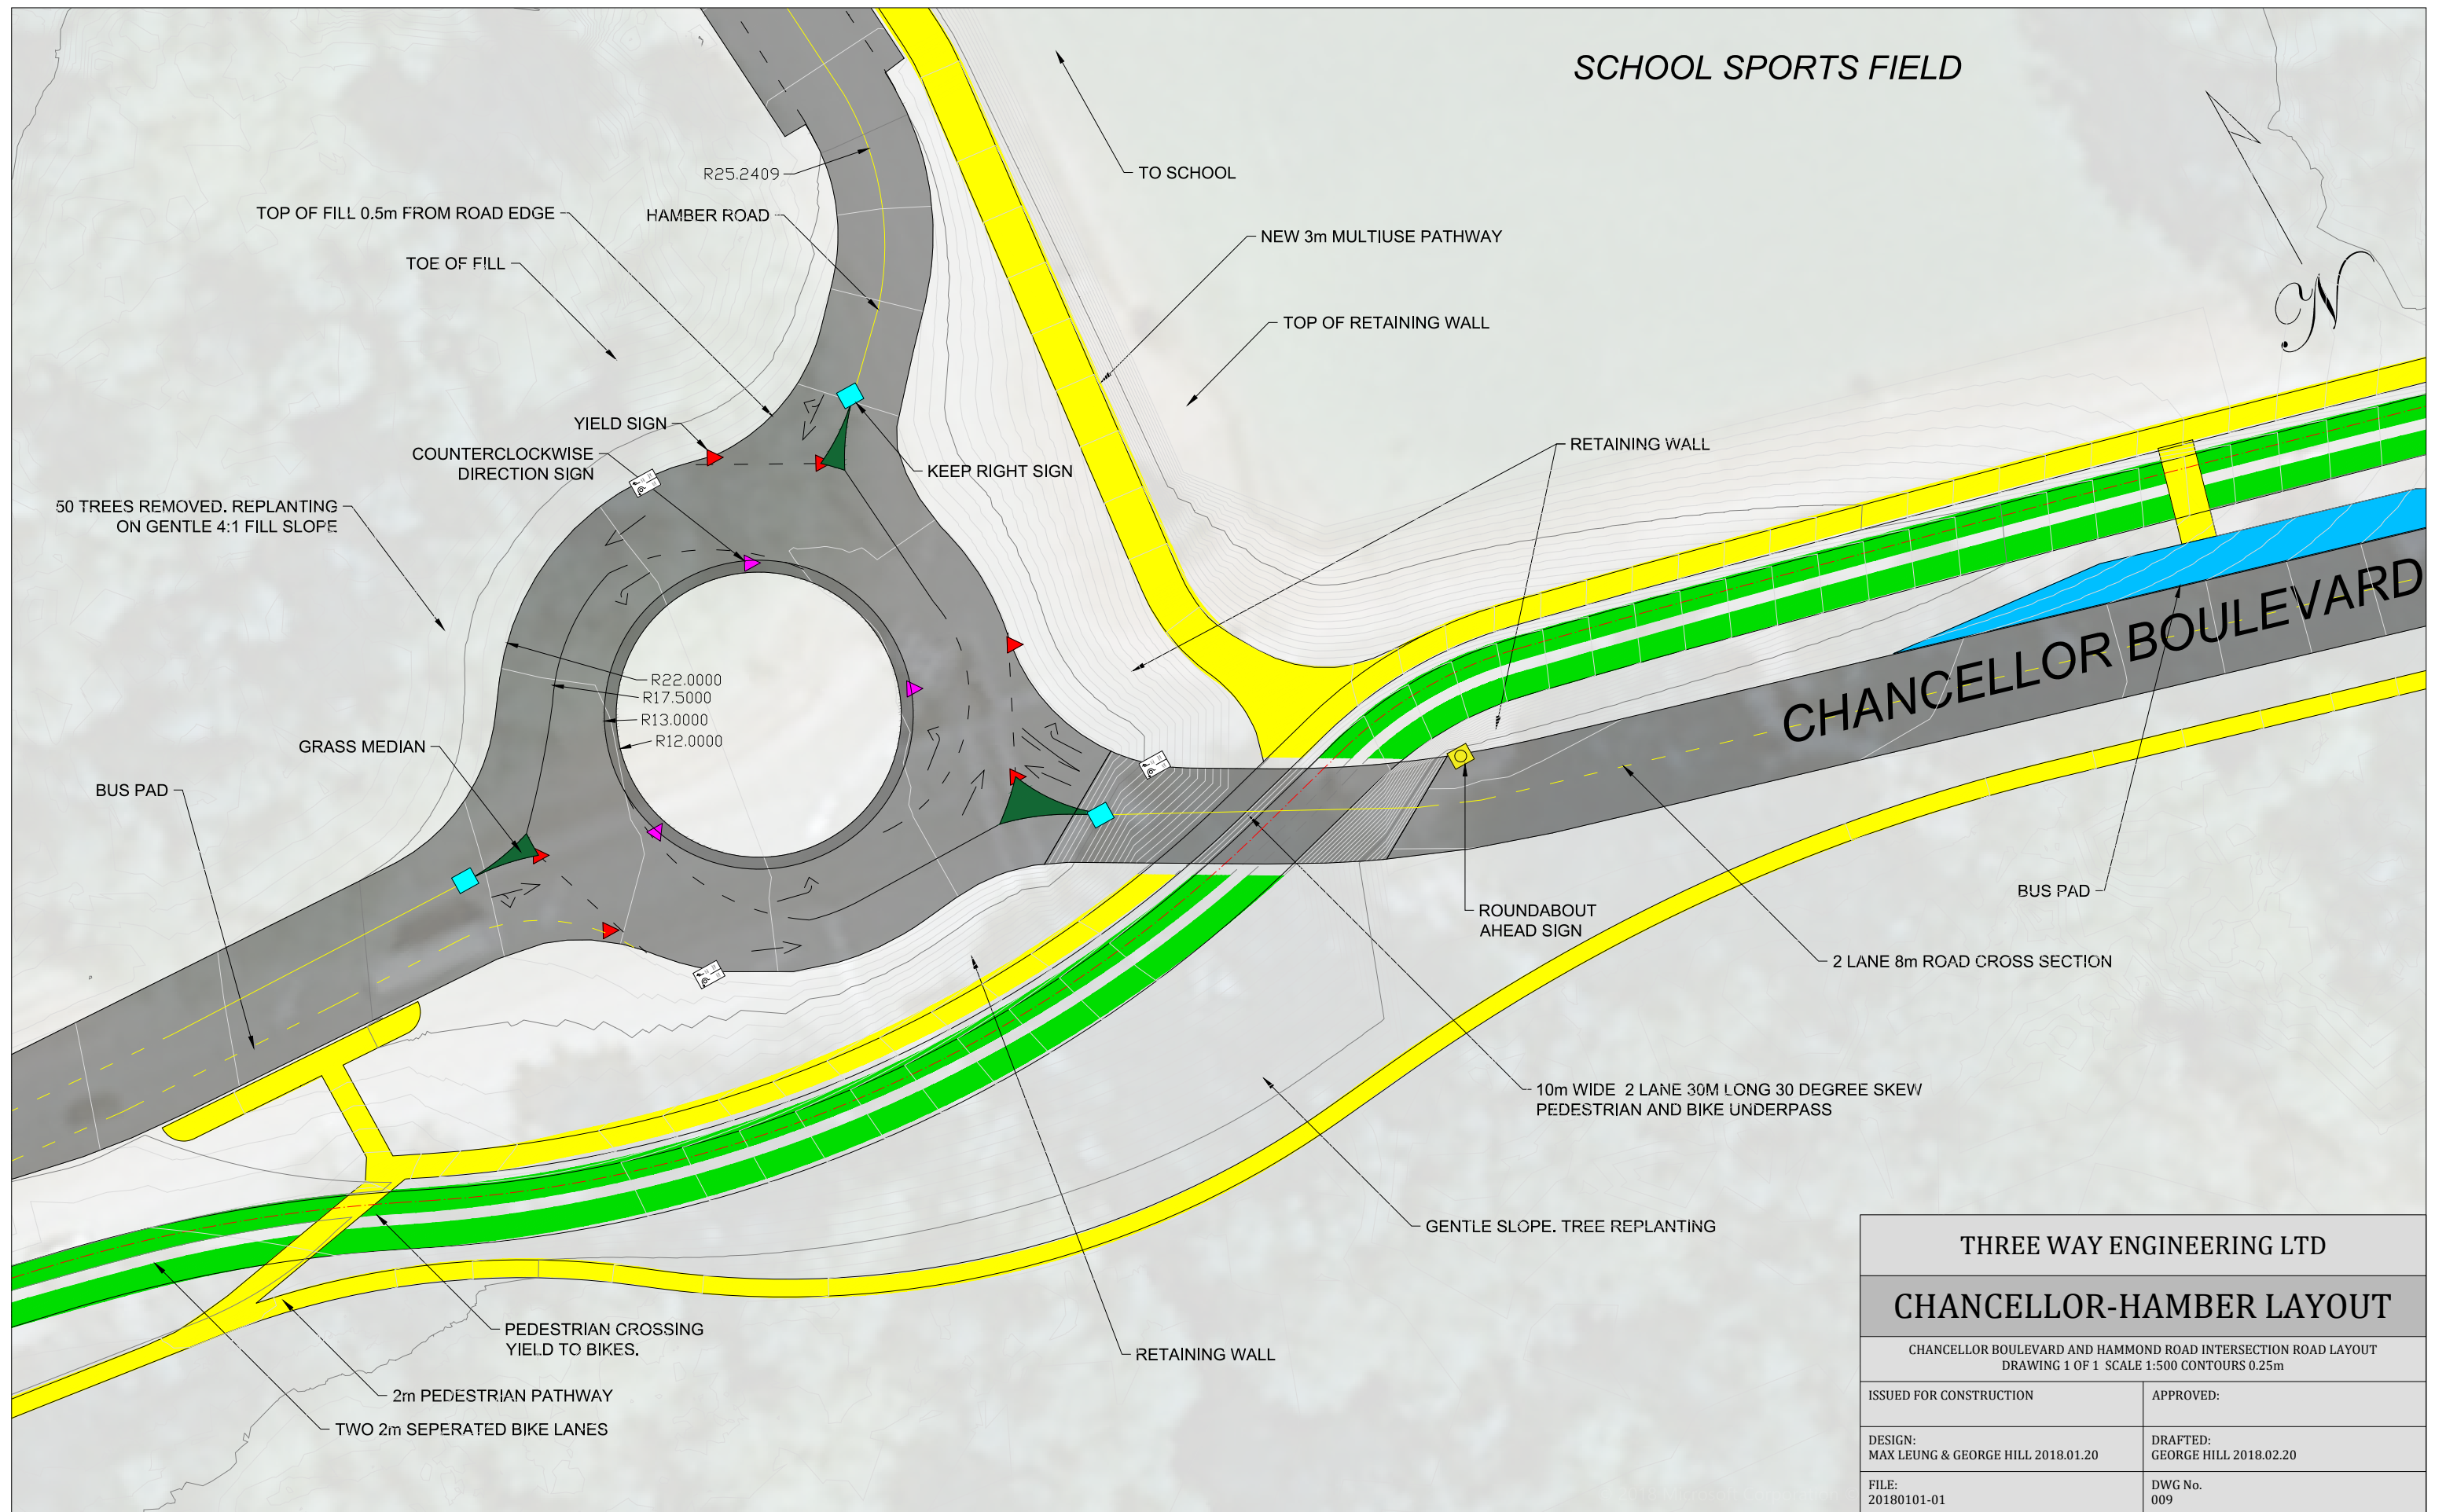 SCHOOL SPORTS FIELD
TO SCHOOL
R25.2409
TOP OF FILL 0.5m FROM ROAD EDGE
HAMBER ROAD
TOE OF FILL
NEW 3m MULTIUSE PATHWAY
N
TOP OF RETAINING WALL
YIELD SIGN
COUNTERCLOCKWISE
DIRECTION SIGN
KEEP RIGHT SIGN
RETAINING WALL
50 TREES REMOVED. REPLANTING
ON GENTLE 4:1 FILL SLOPE
CHANCELLOR BOULEVARD
R22.0000
R17.5000
R13.0000
R12.0000
GRASS MEDIAN
BUS PAD
BUS PAD
ROUNDABOUT
AHEAD SIGN
2 LANE 8m ROAD CROSS SECTION
10m WIDE 2 LANE 30M LONG 30 DEGREE SKEW
PEDESTRIAN AND BIKE UNDERPASS
GENTLE SLOPE. TREE REPLANTING
PEDESTRIAN CROSSING
YIELD TO BIKES.
RETAINING WALL
2m PEDESTRIAN PATHWAY
TWO 2m SEPERATED BIKE LANES
THREE WAY ENGINEERING LTD
CHANCELLOR-HAMBER LAYOUT
CHANCELLOR BOULEVARD AND HAMMOND ROAD INTERSECTION ROAD LAYOUT
DRAWING 1 OF 1 SCALE 1:500 CONTOURS 0.25m
ISSUED FOR CONSTRUCTION
APPROVED:
DESIGN:
MAX LEUNG & GEORGE HILL 2018.01.20
DRAFTED:
GEORGE HILL 2018.02.20
FILE:
20180101-01
DWG No.
009